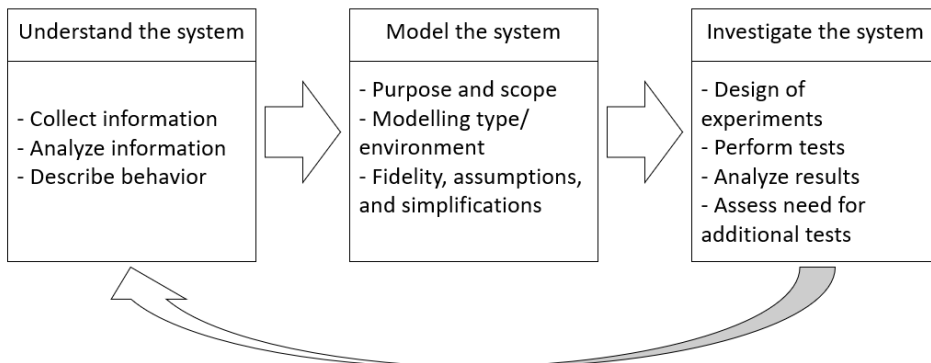 Understand the system
- Collect information
- Analyze information
- Describe behavior
Model the system
- Purpose and scope
- Modelling type/
environment
- Fidelity, assumptions,
and simplifications
Investigate the system
- Design of
experiments
- Perform tests
- Analyze results
- Assess need for
additional tests